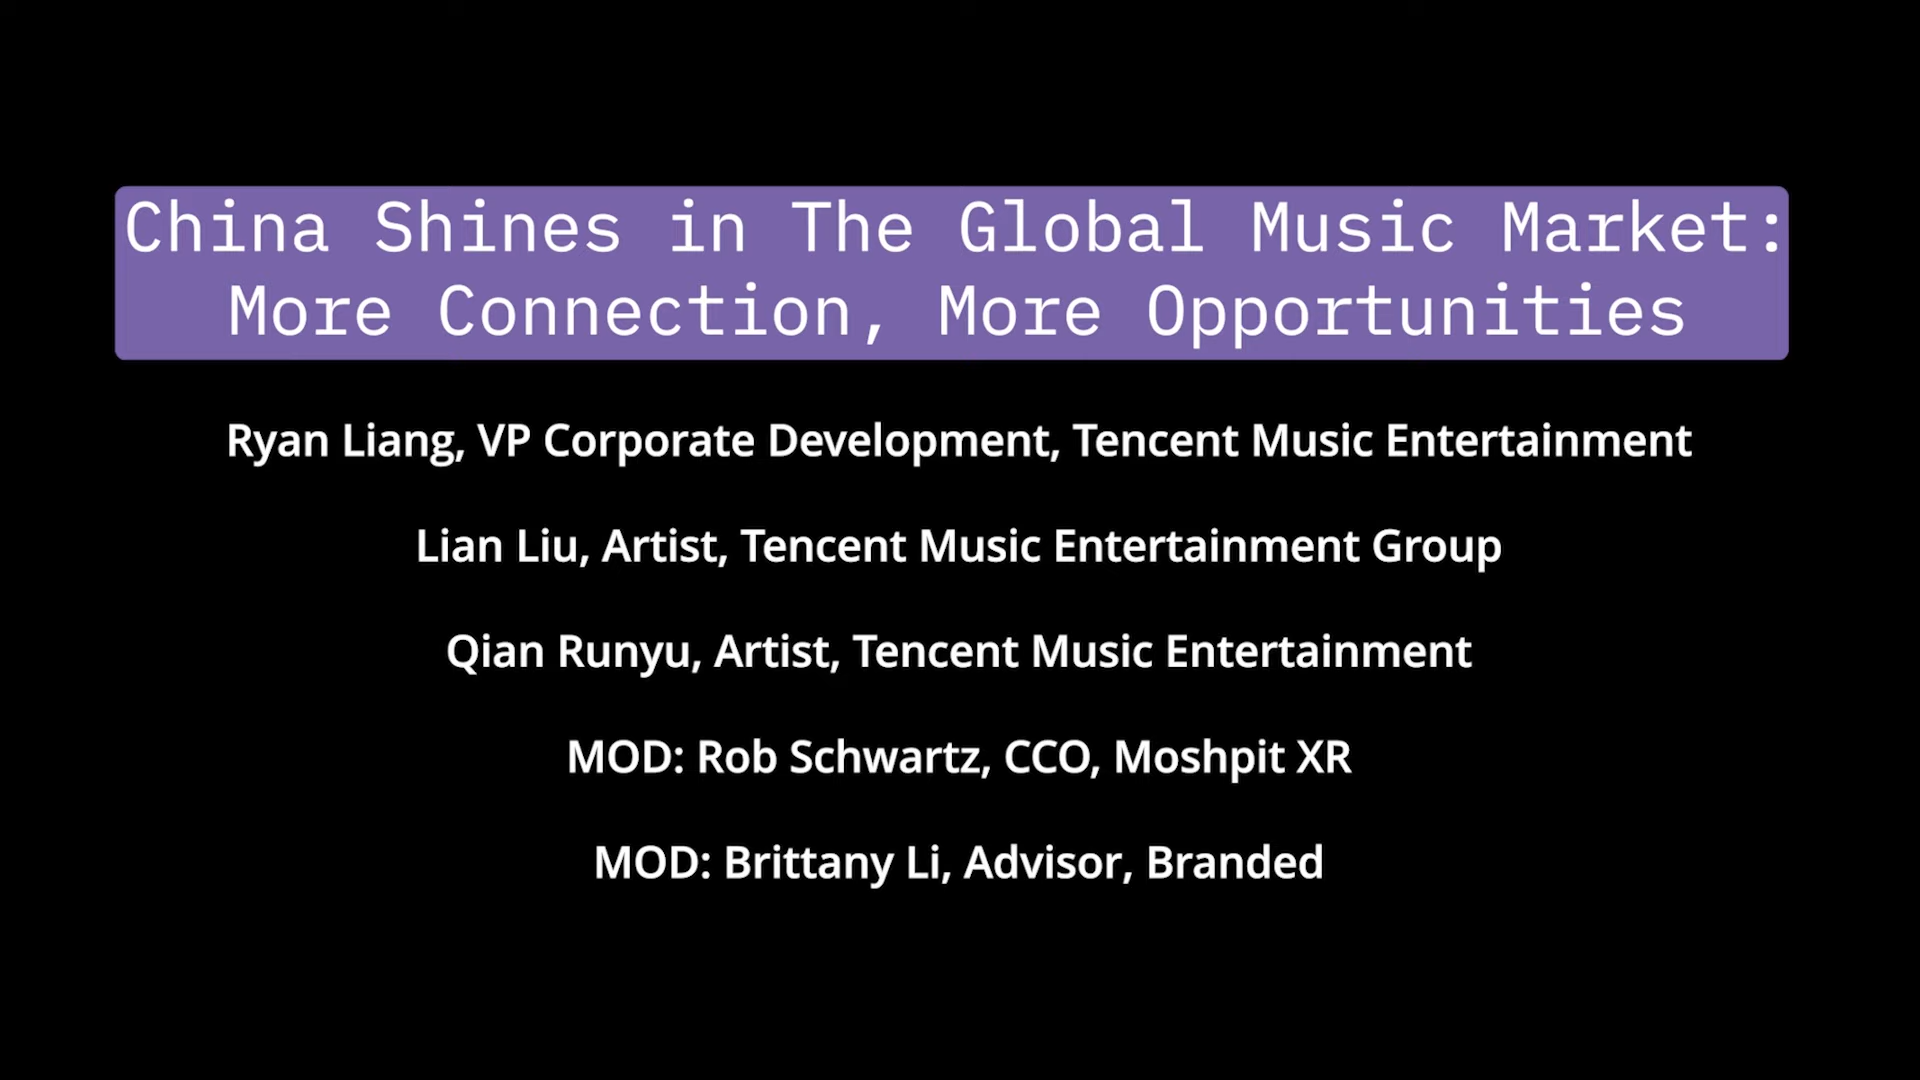 China Shines in The Global Music Market:
More Connection, More Opportunities
Ryan Liang, VP Corporate Development, Tencent Music Entertainment
Lian Liu, Artist, Tencent Music Entertainment Group
Qian Runyu, Artist, Tencent Music Entertainment
MOD: Rob Schwartz, CCO, Moshpit XR
MOD: Brittany Li, Advisor, Branded